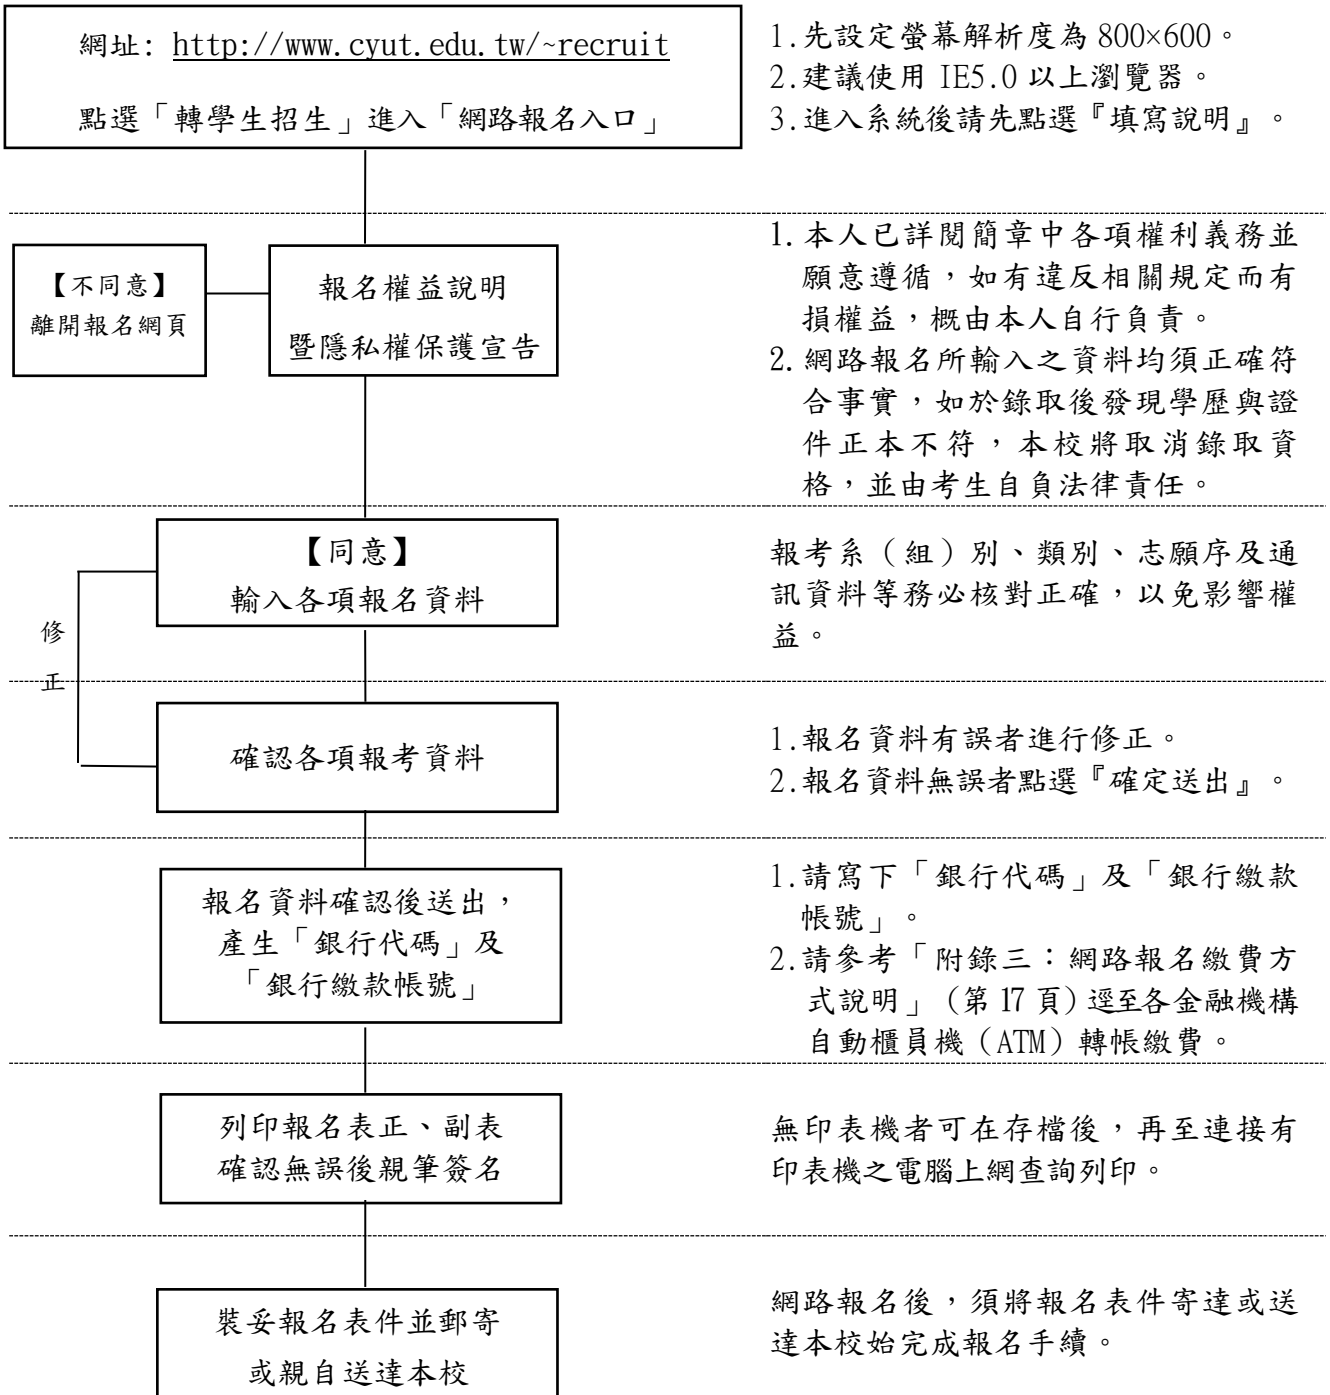 網址: http://www.cyut.edu.tw/~recruit
點選「轉學生招生」進入「網路報名入口」
1.先設定螢幕解析度為 800×600。
2.建議使用 IE5.0 以上瀏覽器。
3.進入系統後請先點選『填寫說明』。
【不同意】
離開報名網頁
報名權益說明
暨隱私權保護宣告
1. 本人已詳閱簡章中各項權利義務並
願意遵循，如有違反相關規定而有
損權益，概由本人自行負責。
2. 網路報名所輸入之資料均須正確符
合事實，如於錄取後發現學歷與證
件正本不符，本校將取消錄取資
格，並由考生自負法律責任。
【同意】
輸入各項報名資料
報考系（組）別、類別、志願序及通
訊資料等務必核對正確，以免影響權
益。
修
正
確認各項報考資料
1.報名資料有誤者進行修正。
2.報名資料無誤者點選『確定送出』。
報名資料確認後送出，
產生「銀行代碼」及
「銀行繳款帳號」
1.請寫下「銀行代碼」及「銀行繳款
帳號」。
2.請參考「附錄三：網路報名繳費方
式說明」（第 17 頁）逕至各金融機構
自動櫃員機（ATM）轉帳繳費。
列印報名表正、副表
確認無誤後親筆簽名
無印表機者可在存檔後，再至連接有
印表機之電腦上網查詢列印。
裝妥報名表件並郵寄
或親自送達本校
網路報名後，須將報名表件寄達或送
達本校始完成報名手續。